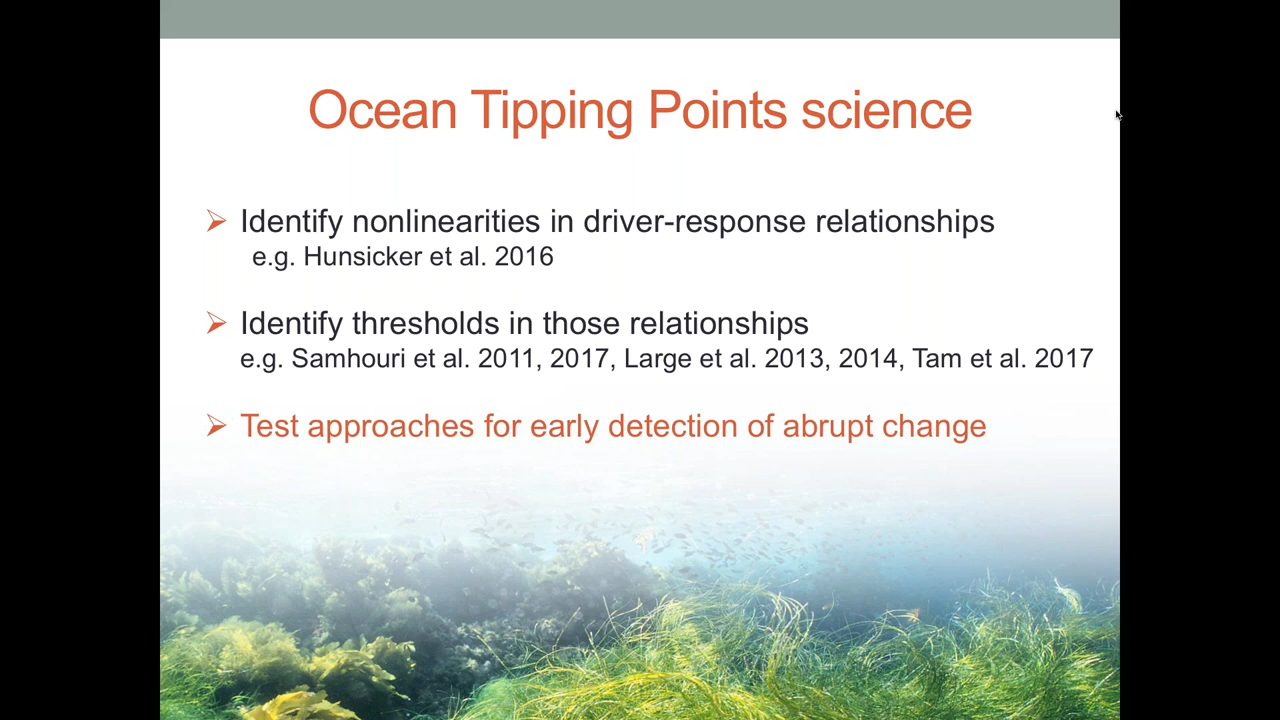 Ocean Tipping Points science
Identify nonlinearities in driver-response relationships
e.g. Hunsicker et al. 2016
Identify thresholds in those relationships
e.g. Samhouri et al. 2011, 2017, Large et al. 2013, 2014, Tam et al. 2017
Test approaches for early detection of abrupt change